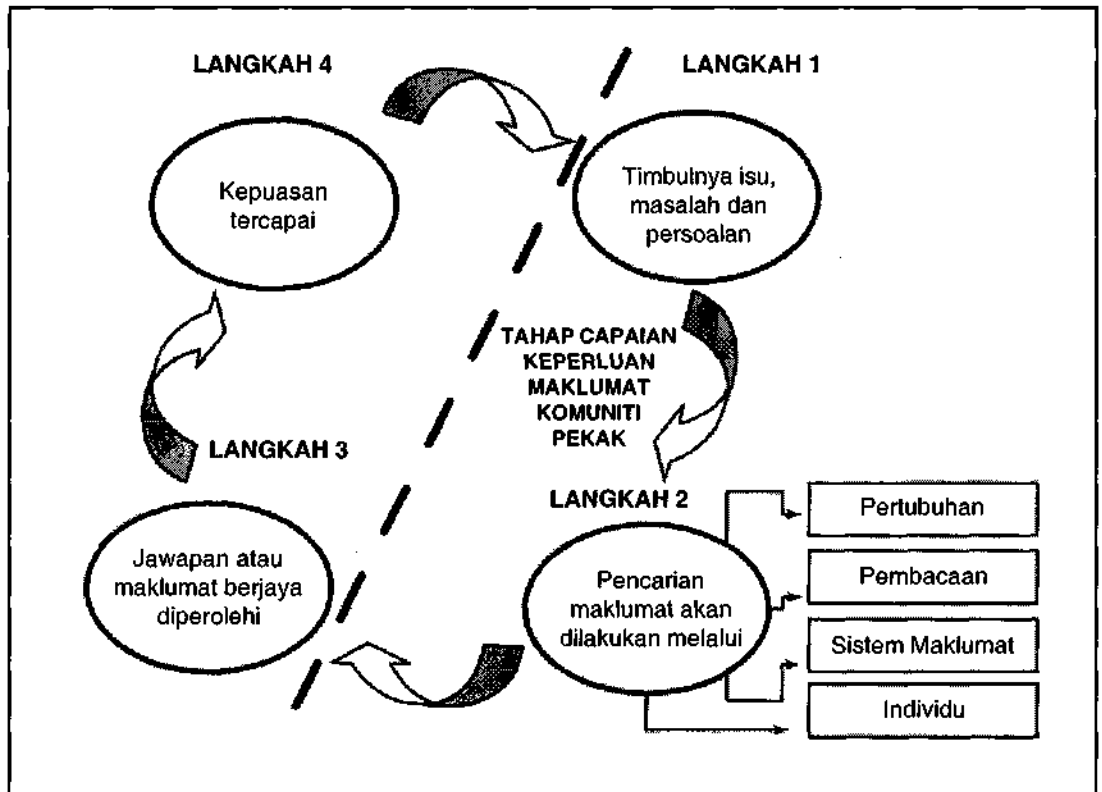 LANGKAH 4
LANGKAH 1
Kepuasan
tercapai
Timbulnya isu,
masalah dan
persoalan
TAHAP CAPAIAN
KEPERLUAN
MAKLUMAT
KOMUNITI
PEKAK
LANGKAH 3
LANGKAH 2
Jawapan atau
maklumat berjaya
diperolehi
Pencarian
maklumat akan
dilakukan melalui
Pertubuhan
Pembacaan
Sistem Maklumat
Individu